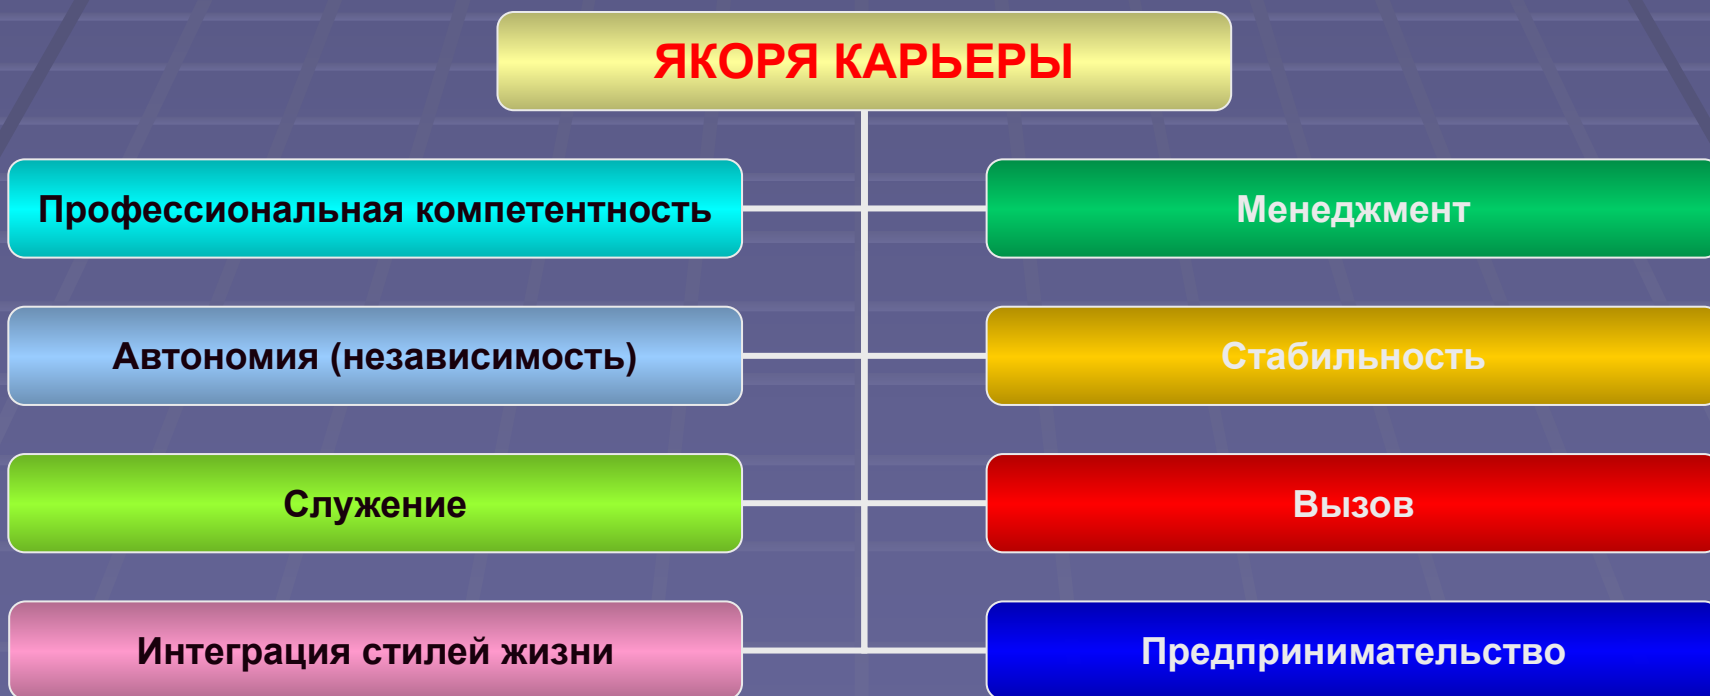 ЯКОРЯ КАРЬЕРЫ
Профессиональная компетентность
Менеджмент
Автономия (независимость)
Стабильность
Служение
Вызов
Интеграция стилей жизни
Предпринимательство